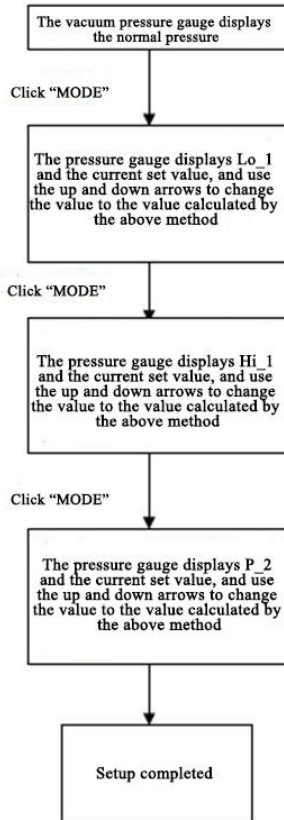 The vacuum pressure gauge displays
the normal pressure
Click “MODE”
The pressure gauge displays Lo_1
and the current set value, and use
the up and down arrows to change
the value to the value calculated by
the above method
Click “MODE”
The pressure gauge displays Hi_1
and the current set value, and use
the up and down arrows to change
the value to the value calculated by
the above method
Click “MODE”
The pressure gauge displays P_2
and the current set value, and use
the up and down arrows to change
the value to the value calculated by
the above method
Setup completed